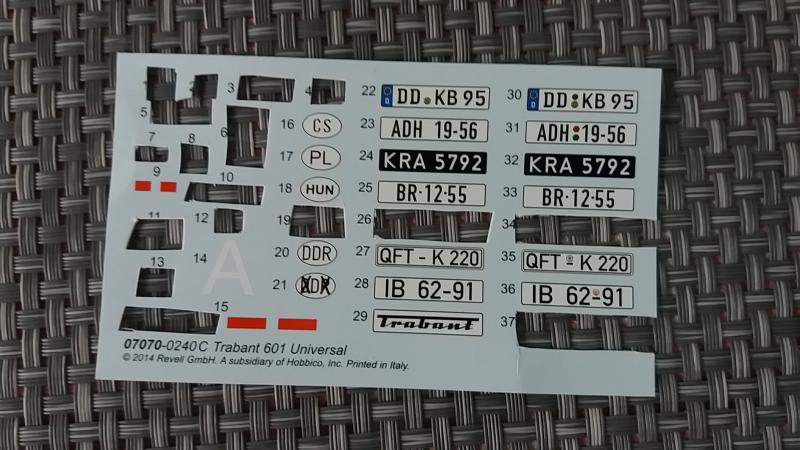 2 3 4 22 DD KB 95 30 D DD KB 95
5 6 16 CS 23 ADH 19-56 31 ADH 19-56
7 8 17 PL 24 KRA 5792 32 KRA 5792
9 10 18 HUN 25 BR-12-55 33 BR-12-55
11 12 19 26 34
13 14 A 20 DDR 27 QFT - K 220 35 QFT - K 220
21 28 IB 62-91 36 IB 62-91
15 29 Trabant 37
07070-0240C Trabant 601 Universal
© 2014 Revell GmbH. A subsidiary of Hobbico, Inc. Printed in Italy.